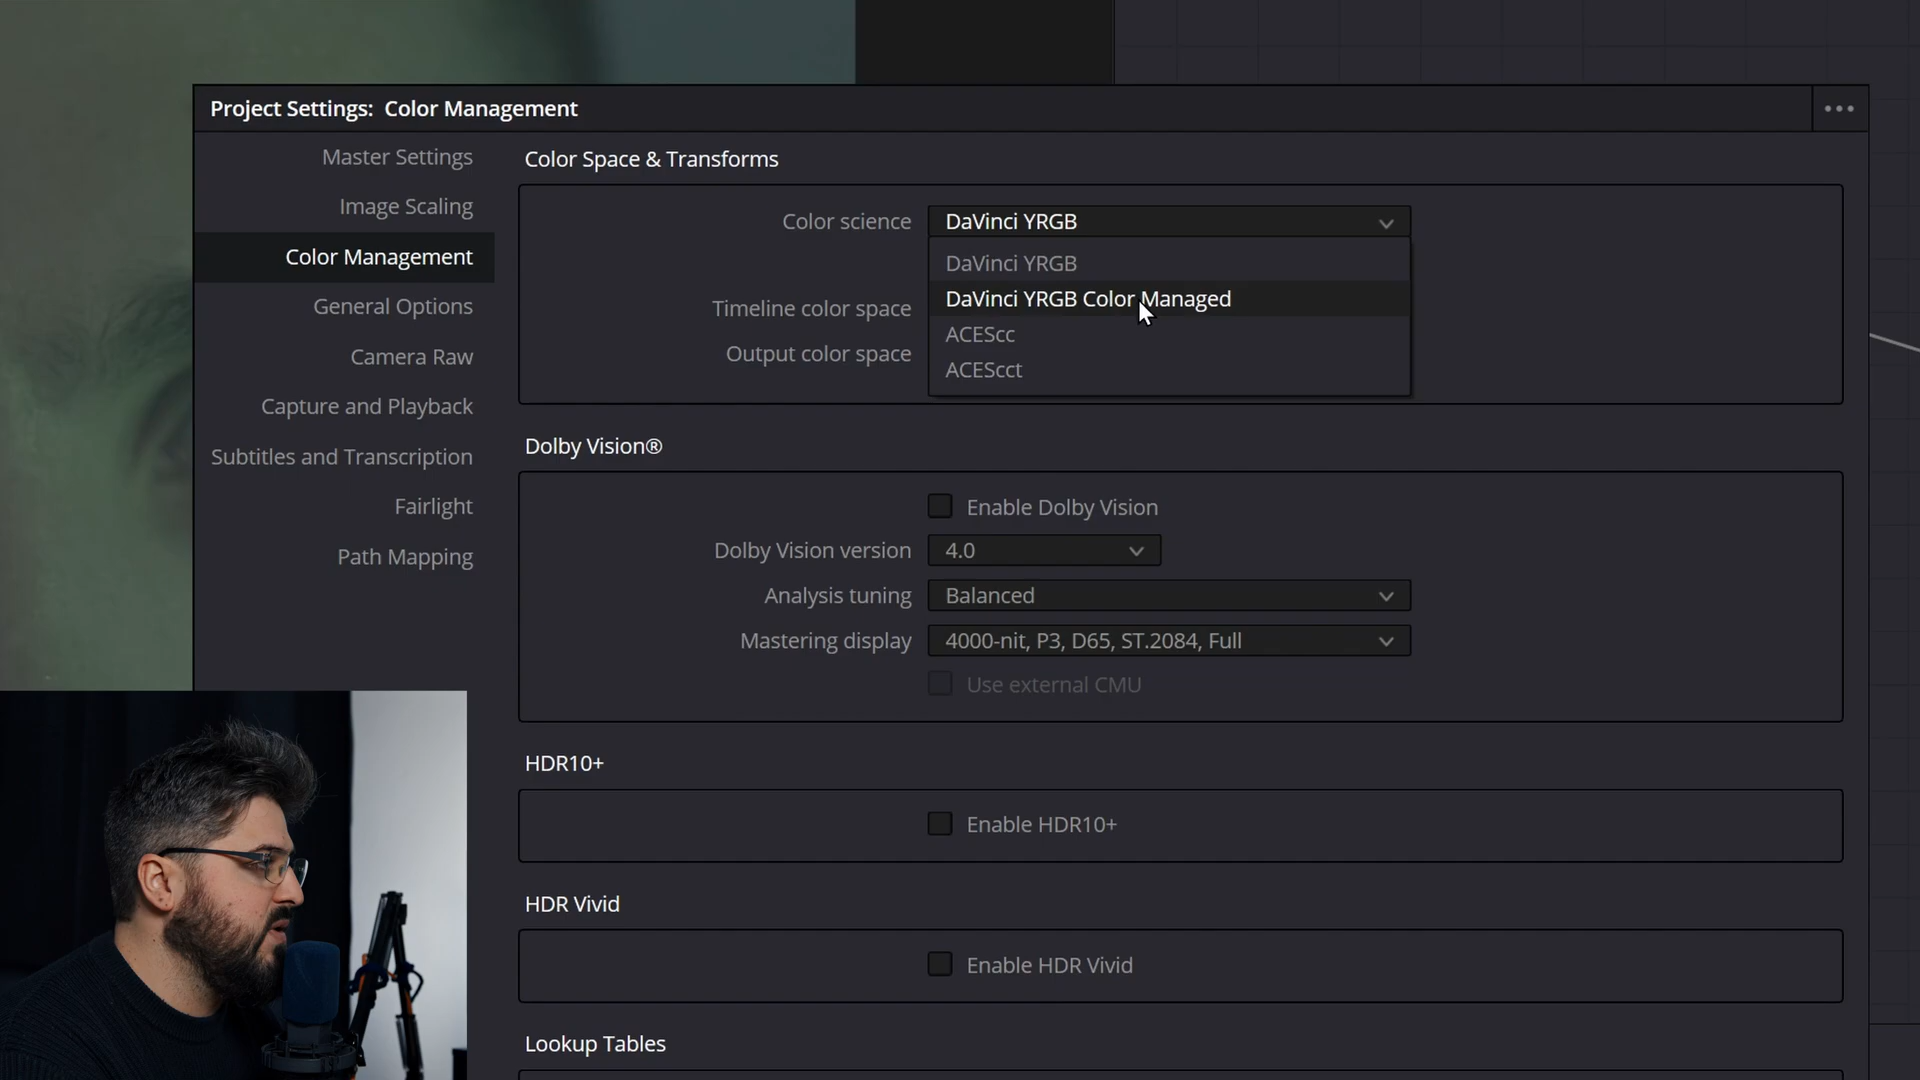 Project Settings: Color Management
Master Settings
Image Scaling
Color Management
General Options
Camera Raw
Capture and Playback
Subtitles and Transcription
Fairlight
Path Mapping
Color Space & Transforms
Color science DaVinci YRGB
DaVinci YRGB
DaVinci YRGB Color Managed
ACEScc
ACEScct
Timeline color space
Output color space
Dolby Vision®
Enable Dolby Vision
Dolby Vision version 4.0
Analysis tuning Balanced
Mastering display 4000-nit, P3, D65, ST.2084, Full
Use external CMU
HDR10+
Enable HDR10+
HDR Vivid
Enable HDR Vivid
Lookup Tables